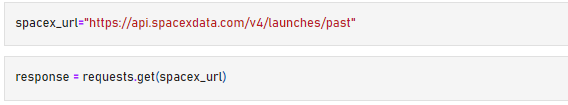 spacex_url="https://api.spacexdata.com/v4/launches/past"
response = requests.get(spacex_url)